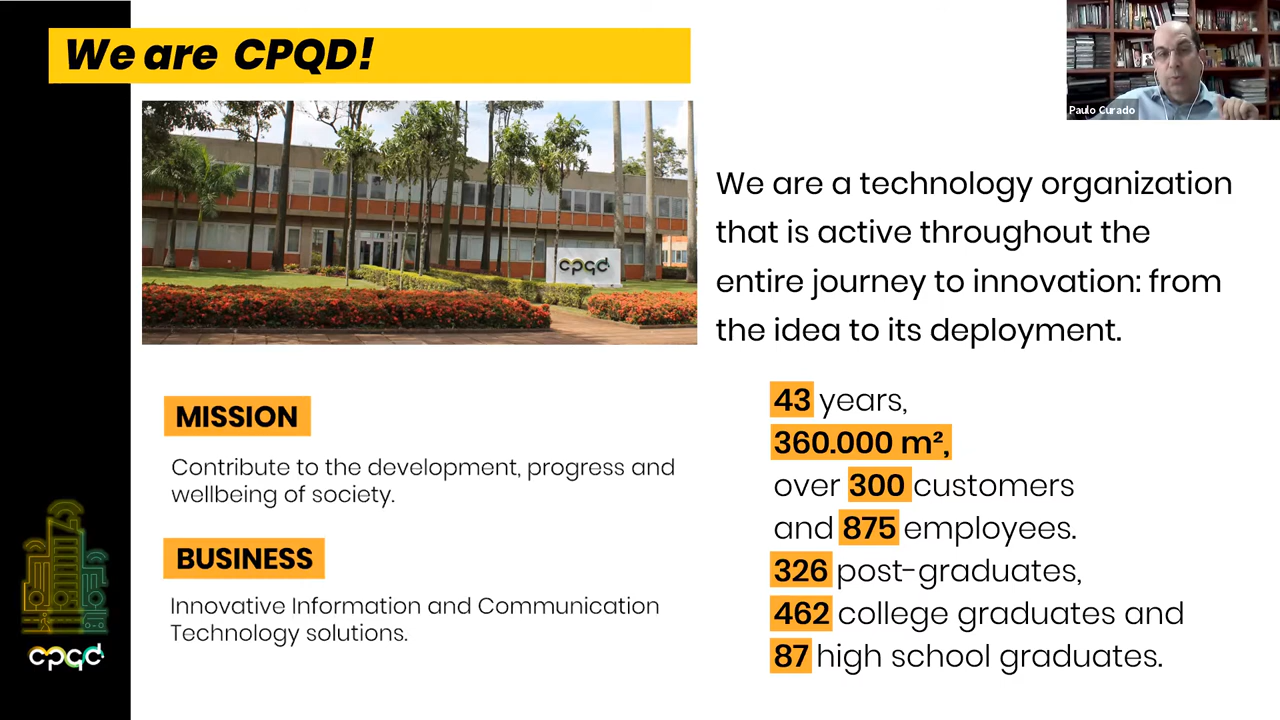 We are CPQD!
Paulo Curado
cpqd
We are a technology organization
that is active throughout the
entire journey to innovation: from
the idea to its deployment.
MISSION
Contribute to the development, progress and
wellbeing of society.
BUSINESS
Innovative Information and Communication
Technology solutions.
43 years,
360.000 m²,
over 300 customers
and 875 employees.
326 post-graduates,
462 college graduates and
87 high school graduates.
cpqd